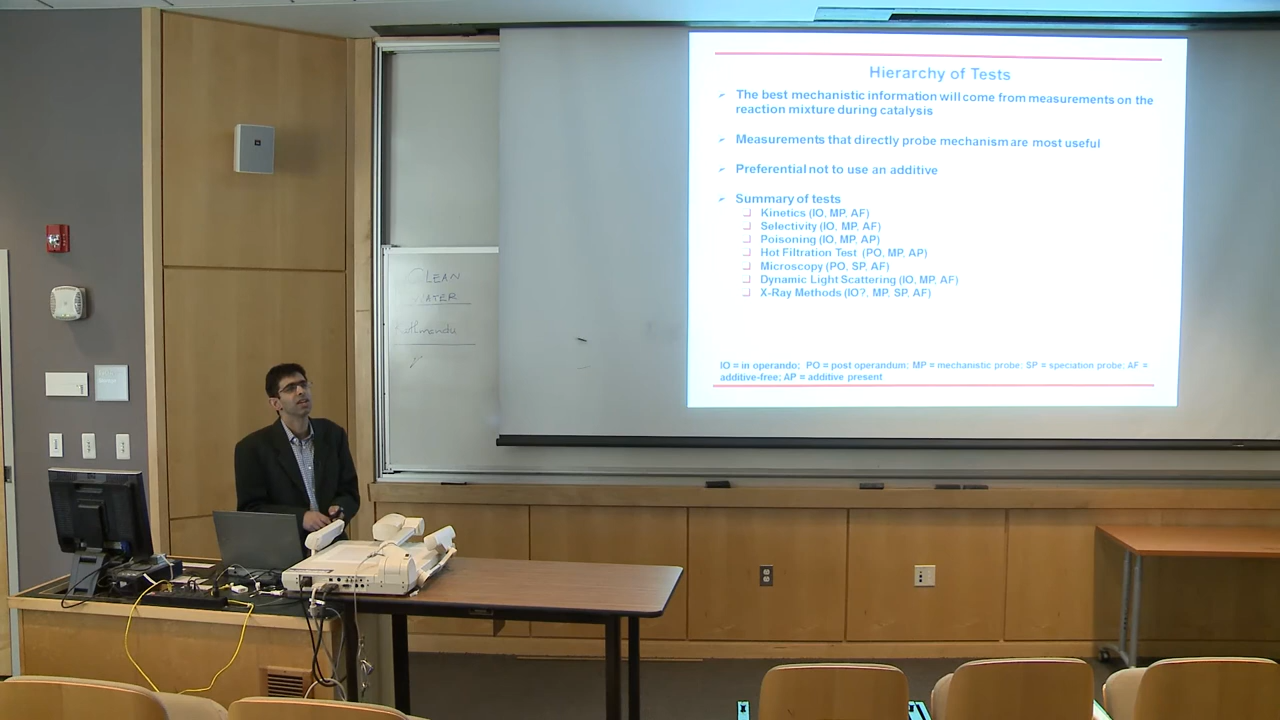 Hierarchy of Tests
The best mechanistic information will come from measurements on the
reaction mixture during catalysis
Measurements that directly probe mechanism are most useful
Preferential not to use an additive
Summary of tests
Kinetics (IO, MP, AF)
Selectivity (IO, MP, AF)
Poisoning (IO, MP, AP)
Hot Filtration Test (PO, MP, AP)
Microscopy (PO, SP, AF)
Dynamic Light Scattering (IO, MP, AF)
X-Ray Methods (IO?, MP, SP, AF)
IO = in operando; PO = post operandum; MP = mechanistic probe; SP = speciation probe; AF =
additive-free; AP = additive present
CLEAN
WATER
Kathmandu